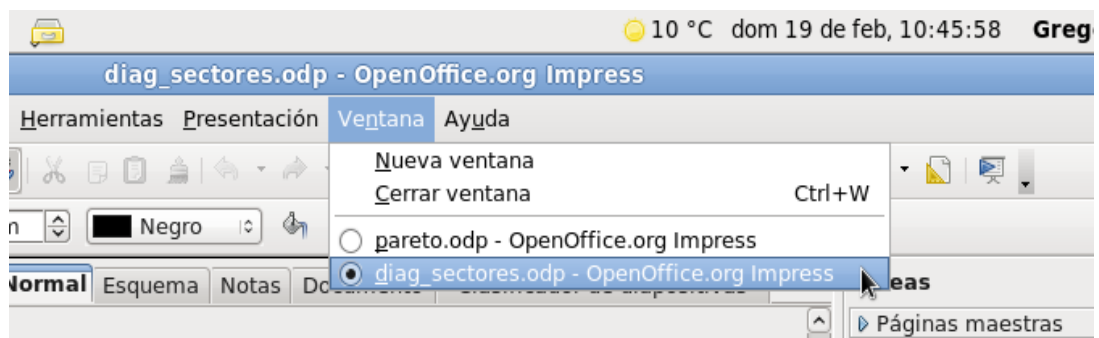 10 °C dom 19 de feb, 10:45:58 Greg
diag_sectores.odp - OpenOffice.org Impress
Herramientas Presentación Ventana Ayuda
Nueva ventana
Cerrar ventana Ctrl+W
Negro
pareto.odp - OpenOffice.org Impress
diag_sectores.odp - OpenOffice.org Impress
Normal Esquema Notas
eas
Páginas maestras